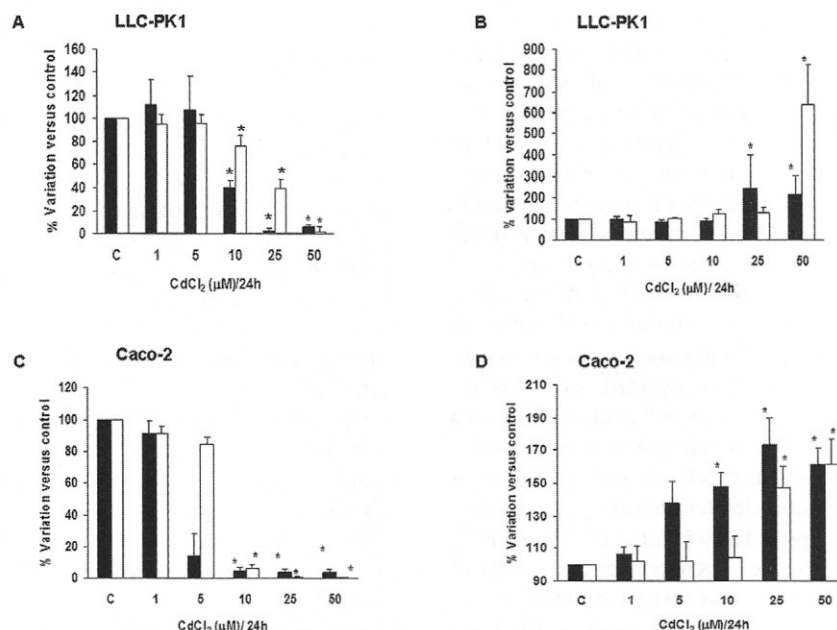 A
LLC-PK1
% Variation versus control
160
140
120
100
80
60
40
20
0
* * * * * *
C 1 5 10 25 50
CdCl₂ (µM)/24h
B
LLC-PK1
% variation versus control
900
800
700
600
500
400
300
200
100
0
* * *
C 1 5 10 25 50
CdCl₂ (µM)/ 24h
C
Caco-2
% Variation versus control
120
100
80
60
40
20
0
* * * * * *
C 1 5 10 25 50
CdCl₂ (µM)/ 24h
D
Caco-2
% Variation versus control
210
190
170
150
130
110
90
* * * * *
C 1 5 10 25 50
CdCl₂ (µM)/24h